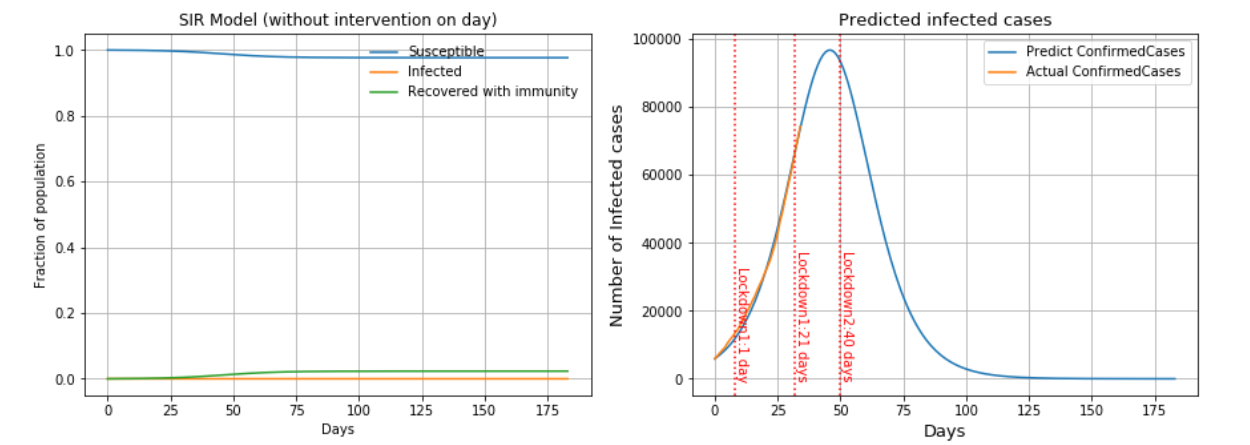 SIR Model (without intervention on day)
Fraction of population
1.0
0.8
0.6
0.4
0.2
0.0
Susceptible
Infected
Recovered with immunity
0 25 50 75 100 125 150 175
Days
Predicted infected cases
Number of Infected cases
100000
80000
60000
40000
20000
0
Predict ConfirmedCases
Actual ConfirmedCases
Lockdown1:1 day
Lockdown1:21 days
Lockdown2:40 days
0 25 50 75 100 125 150 175
Days